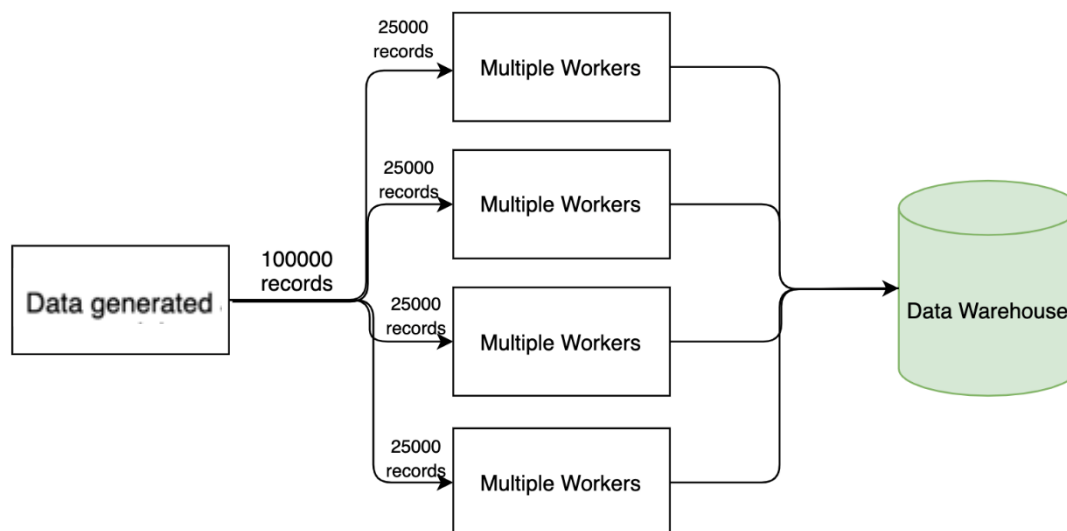 Data generated
100000
records
25000
records
Multiple Workers
25000
records
Multiple Workers
25000
records
Multiple Workers
25000
records
Multiple Workers
Data Warehouse